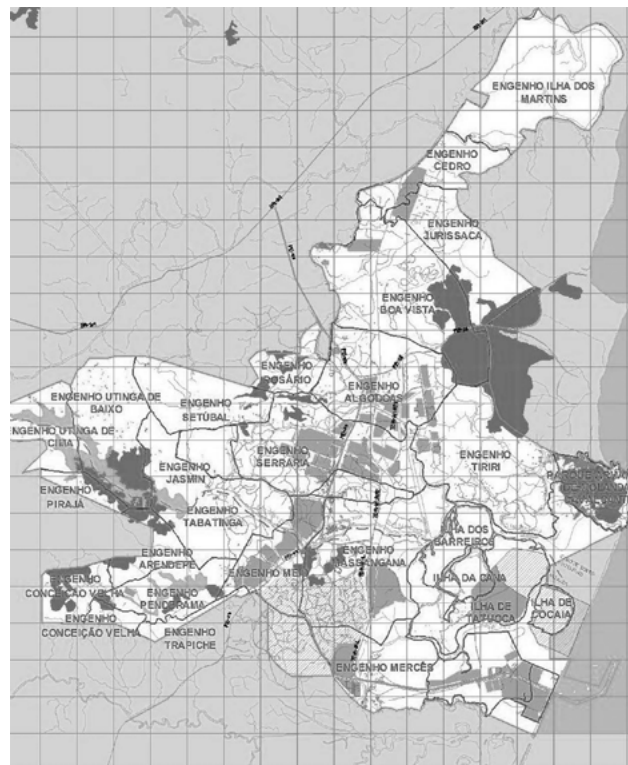 ENGENHO ILHA DOS
MARTINS
ENGENHO
CEDRO
ENGENHO
JURISSACA
ENGENHO
BOA VISTA
ENGENHO
ROSÁRIO
ENGENHO
ALGODOAS
ENGENHO UTINGA DE
BAIXO
ENGENHO
SETÚBAL
ENGENHO UTINGA DE
CIMA
ENGENHO
SERRARIA
ENGENHO
TIRIRI
ENGENHO
JASMIN
ENGENHO
PIRAJÁ
ENGENHO
TABATINGA
ILHA DOS
BARREIROS
ENGENHO
ARENDEPE
ENGENHO
MASSANGANA
ENGENHO
ILHA DA CANA
ENGENHO
CONCEIÇÃO VELHA
ENGENHO
PENDERAMA
ILHA DE
TATUOCA
ILHA DE
COCAIA
ENGENHO
CONCEIÇÃO VELHA
ENGENHO
TRAPICHE
ENGENHO MERCÊS